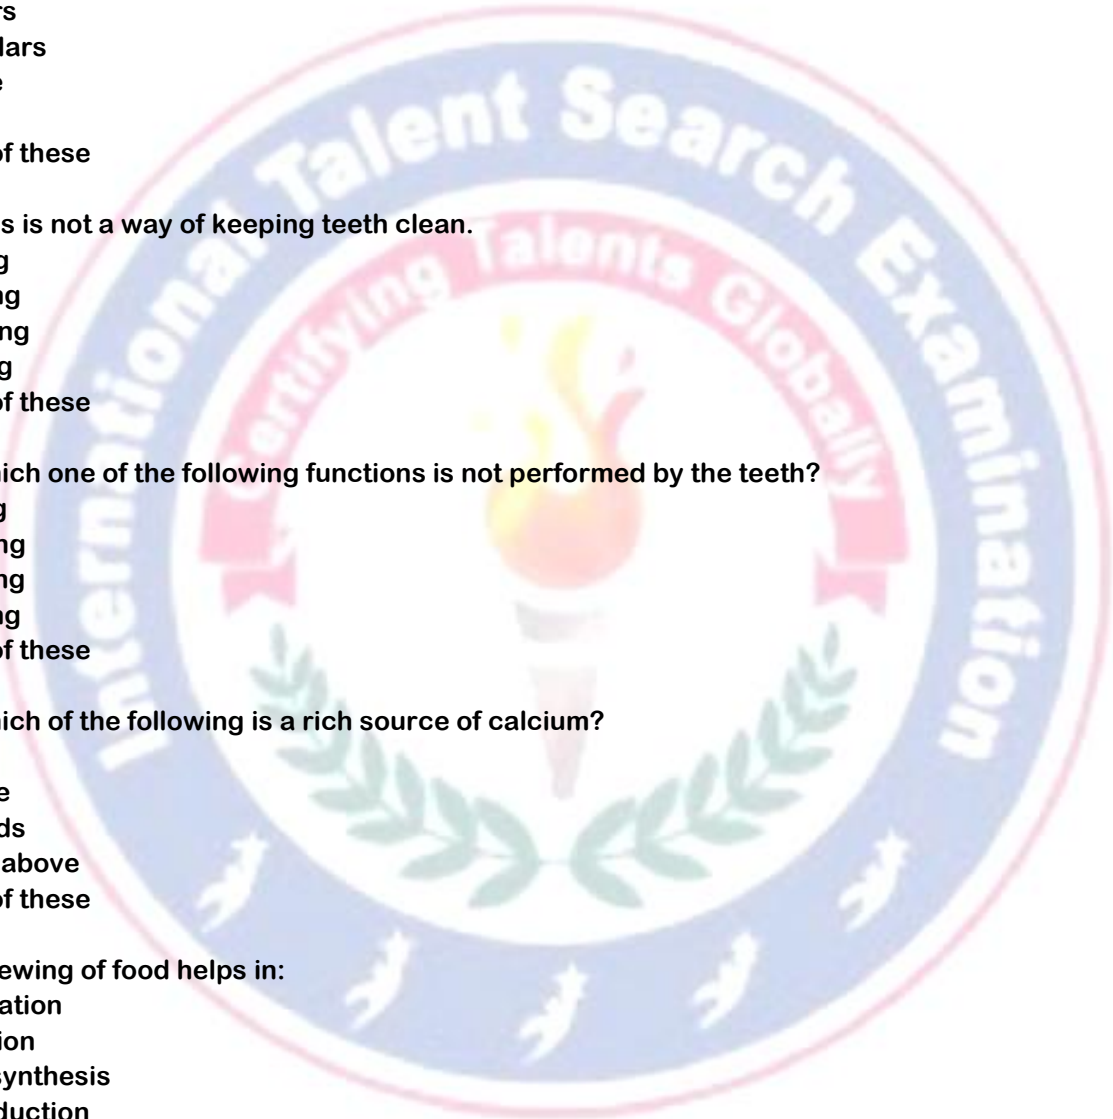 rs
lars
e
of these
s is not a way of keeping teeth clean.
g
ng
ng
g
of these
ich one of the following functions is not performed by the teeth?
g
ng
ng
ng
of these
ich of the following is a rich source of calcium?
e
ds
above
of these
ewing of food helps in:
ation
ion
synthesis
duction
International Talent Search Examination
Certifying Talents Globally